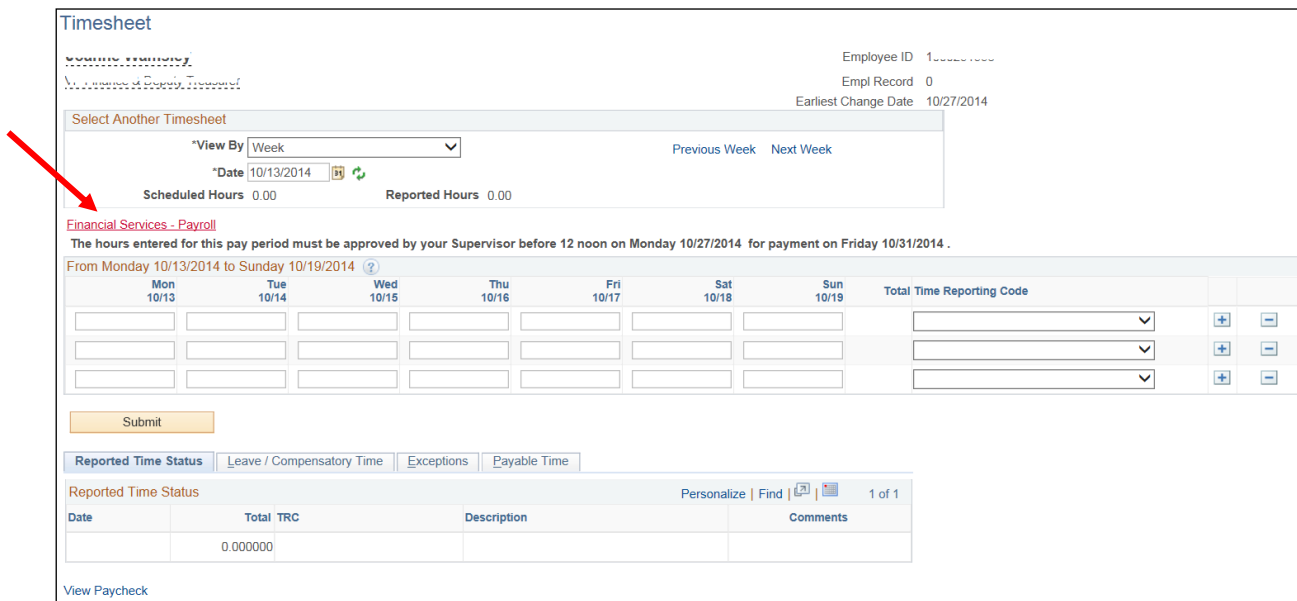 Timesheet
Employee ID
Empl Record 0
Earliest Change Date 10/27/2014
Select Another Timesheet
*View By Week
Previous Week Next Week
*Date 10/13/2014 31
Scheduled Hours 0.00 Reported Hours 0.00
Financial Services - Payroll
The hours entered for this pay period must be approved by your Supervisor before 12 noon on Monday 10/27/2014 for payment on Friday 10/31/2014 .
From Monday 10/13/2014 to Sunday 10/19/2014 ?
Mon Tue Wed Thu Fri Sat Sun
10/13 10/14 10/15 10/16 10/17 10/18 10/19 Total Time Reporting Code
+ −
+ −
+ −
Submit
Reported Time Status Leave / Compensatory Time Exceptions Payable Time
Reported Time Status Personalize | Find | | 1 of 1
Date Total TRC Description Comments
0.000000
View Paycheck